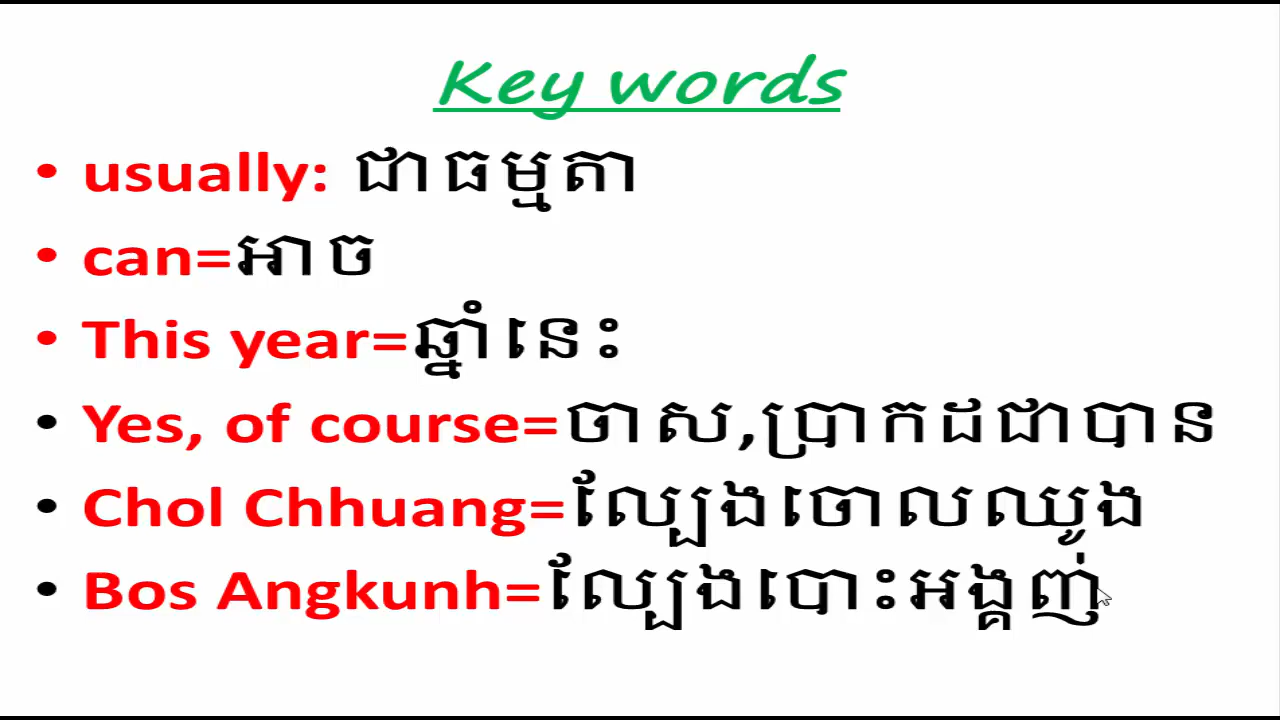 Key words
• usually: ជាធម្មតា
• can=អាច
• This year=ឆ្នាំនេះ
• Yes, of course=ចាស,ប្រាកដជាបាន
• Chol Chhuang=ល្បែងចោលឈូង
• Bos Angkunh=ល្បែងបោះអង្គញ់